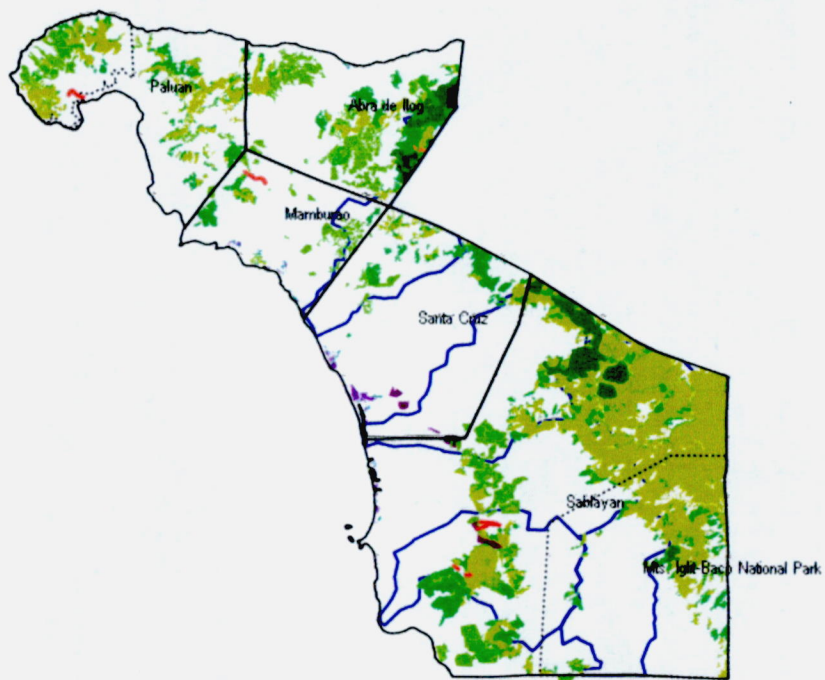 Paluan
Abra de Ilog
Mamburao
Santa Cruz
Sablayan
Mts. Iglit-Baco National Park